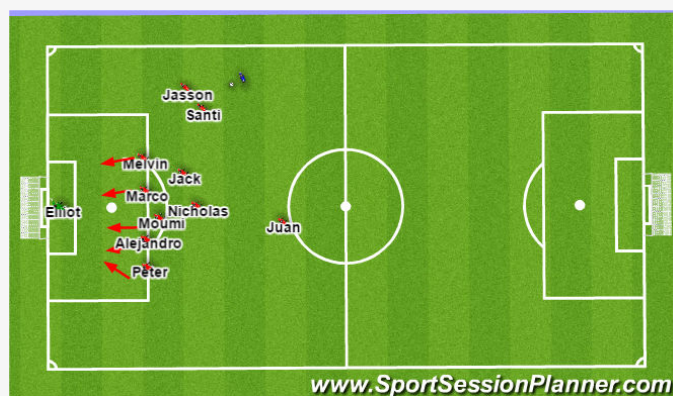 Jasson
Santi
Melvin
Jack
Marco
Elliot
Nicholas
Moumi
Juan
Alejandro
Peter
www.SportSessionPlanner.com